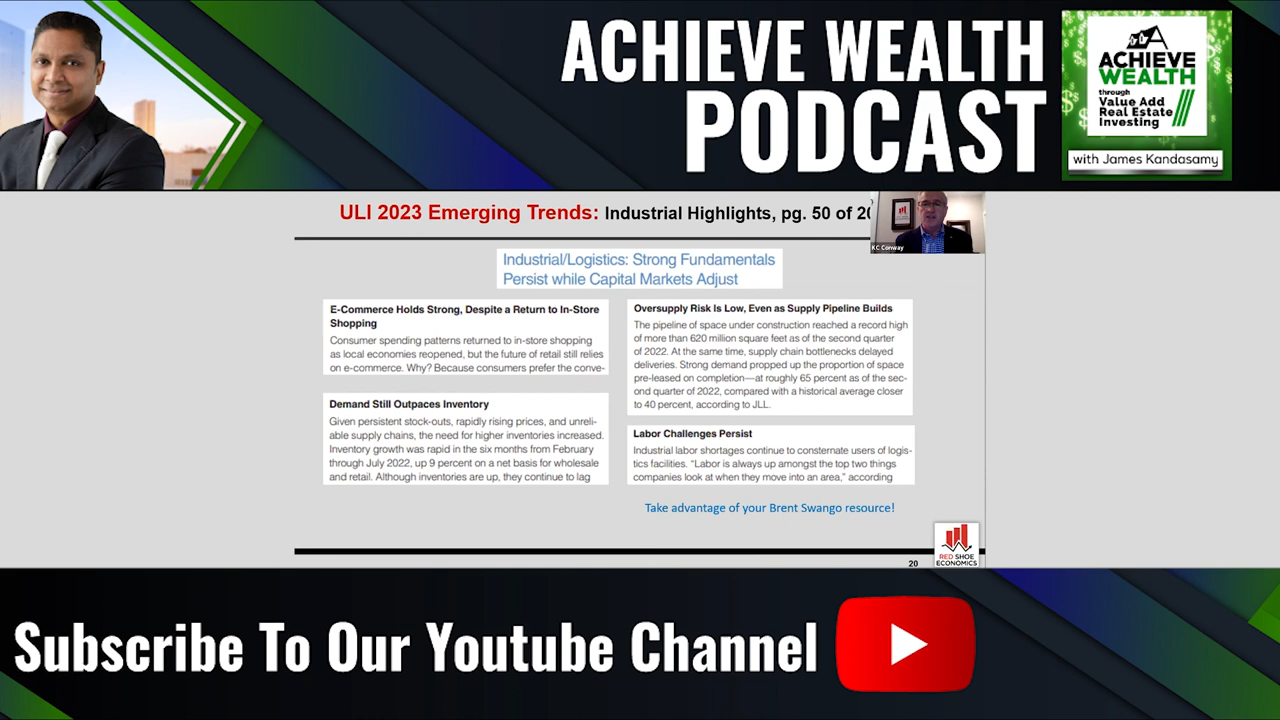 ACHIEVE WEALTH
PODCAST
ACHIEVE
WEALTH
through
Value Add
Real Estate
Investing
with James Kandasamy
ULI 2023 Emerging Trends: Industrial Highlights, pg. 50 of
KC Conway
Industrial/Logistics: Strong Fundamentals
Persist while Capital Markets Adjust
E-Commerce Holds Strong, Despite a Return to In-Store
Shopping
Consumer spending patterns returned to in-store shopping
as local economies reopened, but the future of retail still relies
on e-commerce. Why? Because consumers prefer the conve-
Demand Still Outpaces Inventory
Given persistent stock-outs, rapidly rising prices, and unreli-
able supply chains, the need for higher inventories increased.
Inventory growth was rapid in the six months from February
through July 2022, up 9 percent on a net basis for wholesale
and retail. Although inventories are up, they continue to lag
Oversupply Risk Is Low, Even as Supply Pipeline Builds
The pipeline of space under construction reached a record high
of more than 620 million square feet as of the second quarter
of 2022. At the same time, supply chain bottlenecks delayed
deliveries. Strong demand propped up the proportion of space
pre-leased on completion—at roughly 65 percent as of the sec-
ond quarter of 2022, compared with a historical average closer
to 40 percent, according to JLL.
Labor Challenges Persist
Industrial labor shortages continue to consternate users of logis-
tics facilities. “Labor is always up amongst the top two things
companies look at when they move into an area,” according
Take advantage of your Brent Swango resource!
RED SHOE
ECONOMICS
20
Subscribe To Our Youtube Channel